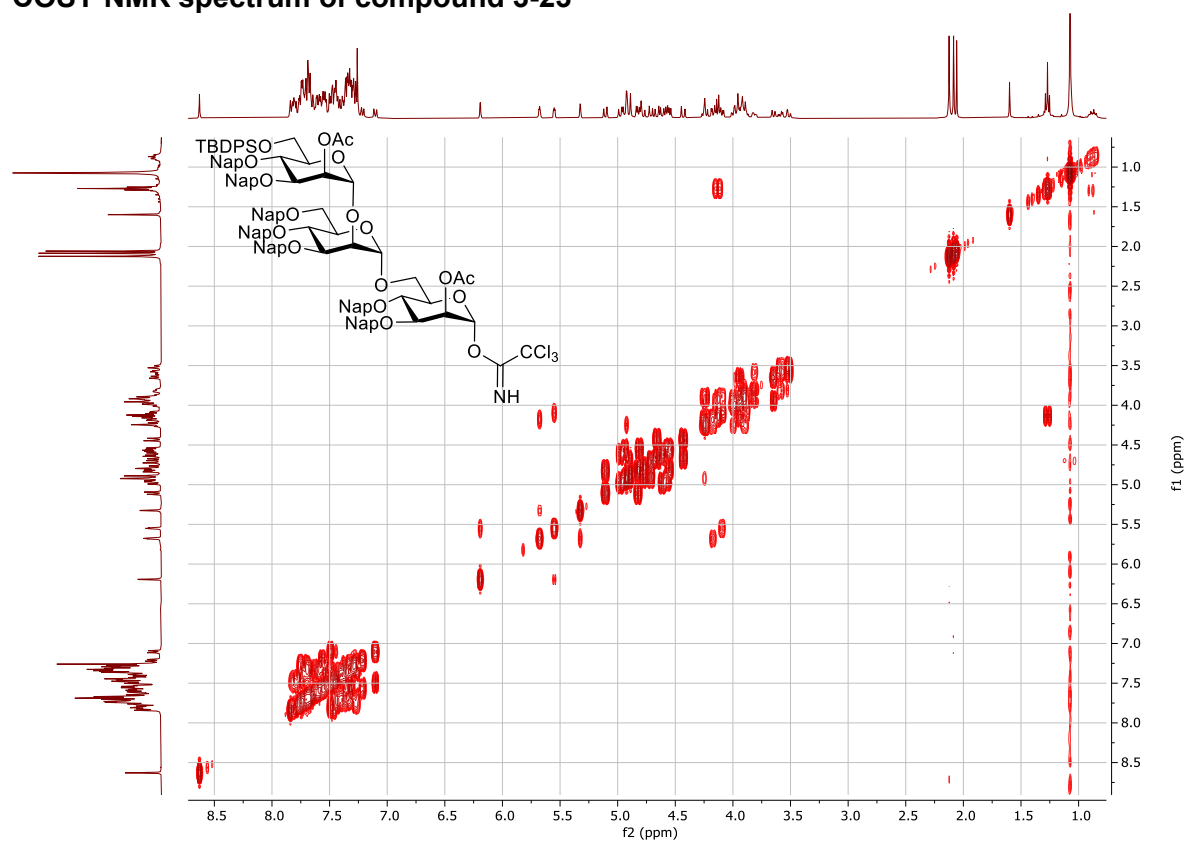 COSY NMR spectrum of compound 3-25
TBDPSO
OAc
NapO
O
NapO
NapO
O
NapO
O
NapO
O
OAc
NapO
O
NapO
O
CCl3
NH
1.0
1.5
2.0
2.5
3.0
3.5
4.0
4.5
5.0
5.5
6.0
6.5
7.0
7.5
8.0
8.5
f1 (ppm)
8.5 8.0 7.5 7.0 6.5 6.0 5.5 5.0 4.5 4.0 3.5 3.0 2.5 2.0 1.5 1.0
f2 (ppm)